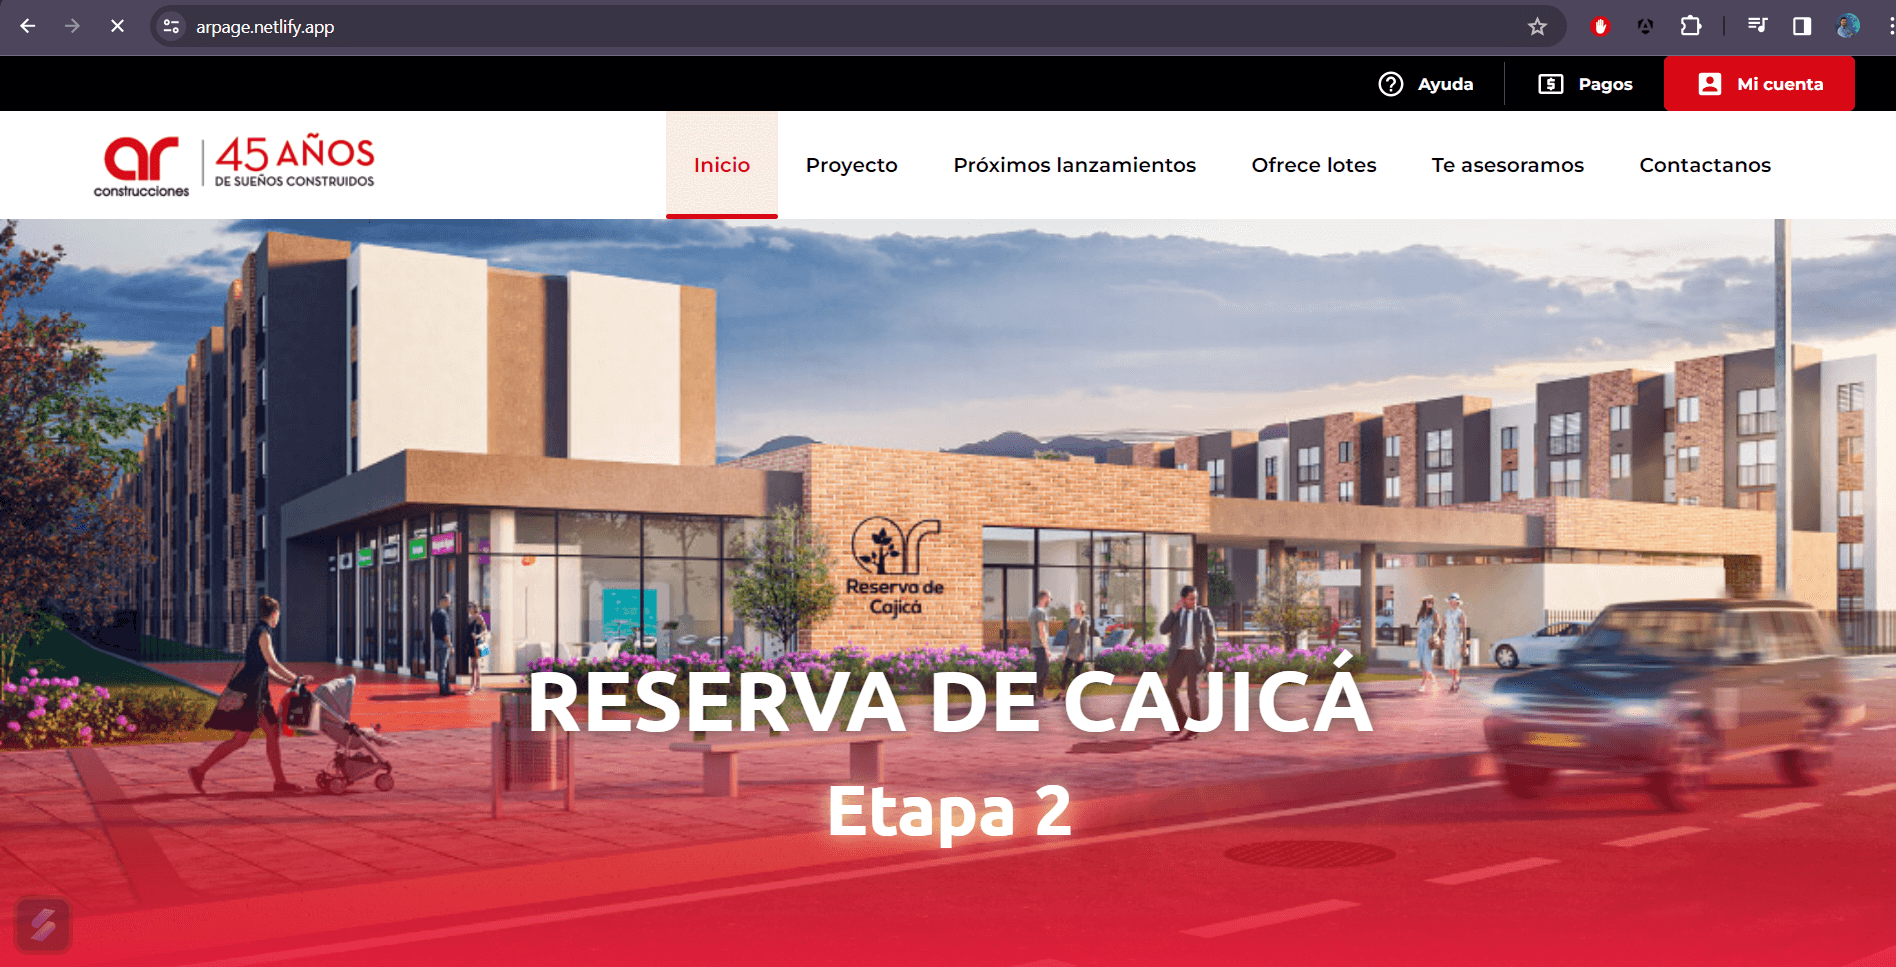 arpage.netlify.app
Ayuda
Pagos
Mi cuenta
ar
construcciones
45 AÑOS
DE SUEÑOS CONSTRUIDOS
Inicio
Proyecto
Próximos lanzamientos
Ofrece lotes
Te asesoramos
Contactanos
ar
Reserva de
Cajicá
RESERVA DE CAJICÁ
Etapa 2